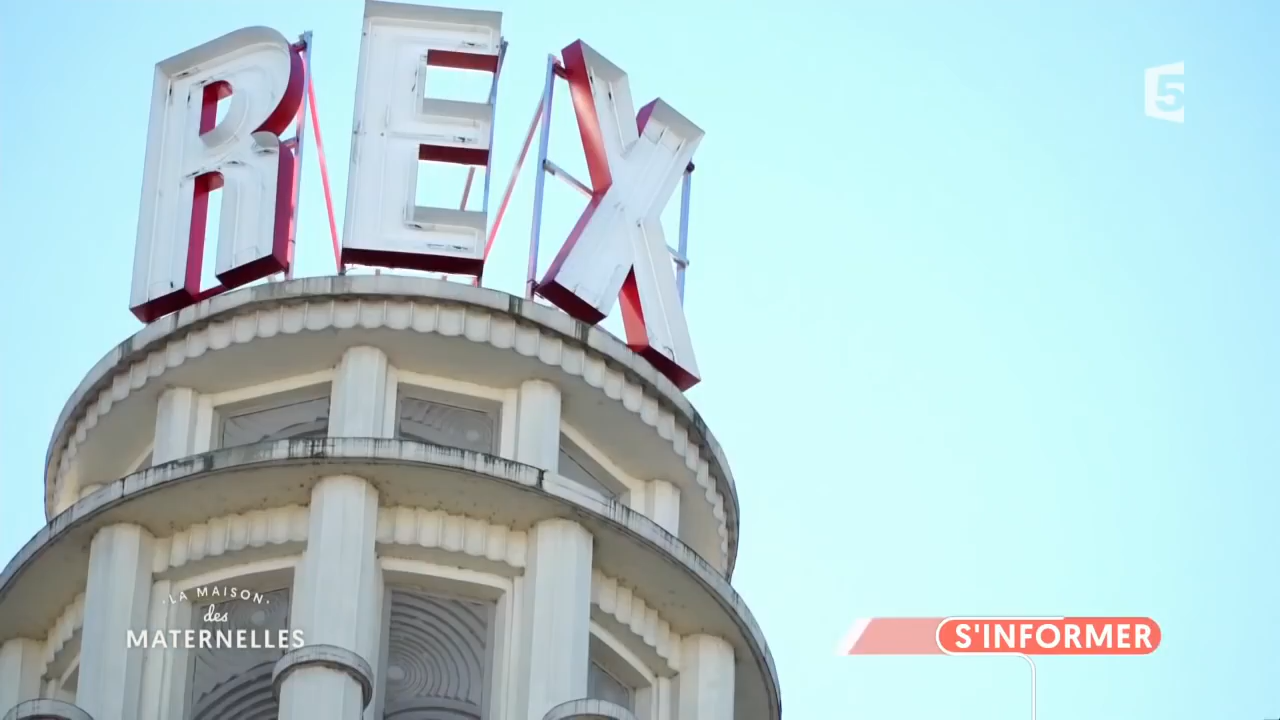 REX
5
·LA MAISON·
des
MATERNELLES
S'INFORMER